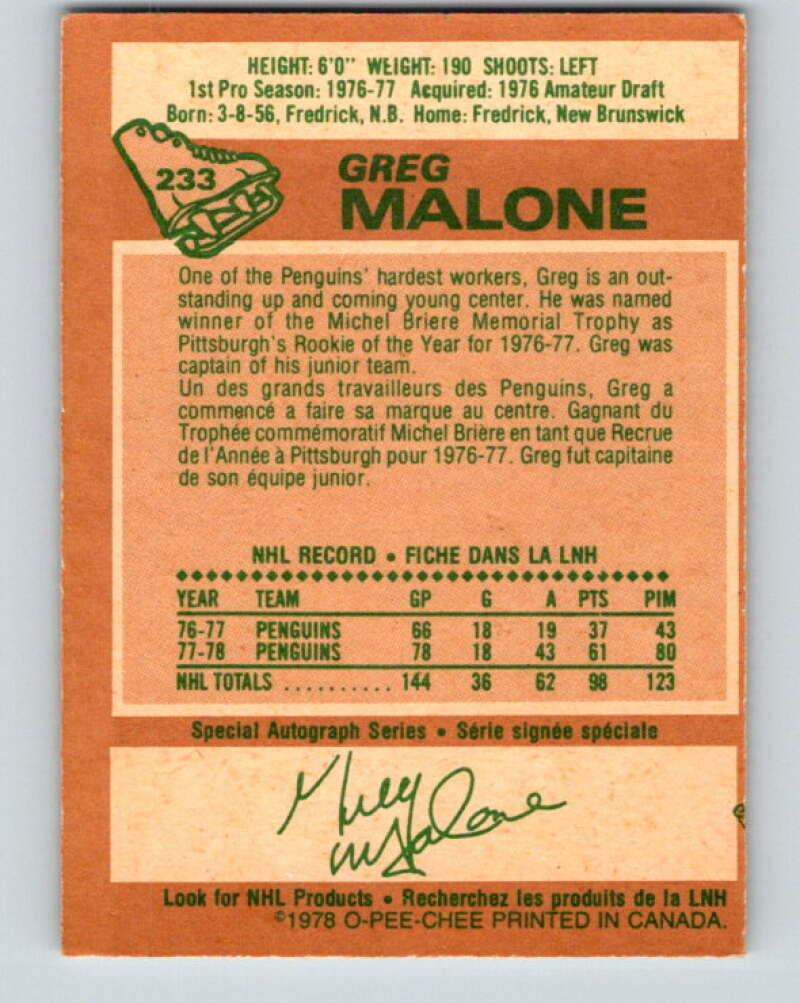 HEIGHT: 6'0" WEIGHT: 190 SHOOTS: LEFT
1st Pro Season: 1976-77 Acquired: 1976 Amateur Draft
Born: 3-8-56, Fredrick, N.B. Home: Fredrick, New Brunswick
233
GREG
MALONE
One of the Penguins' hardest workers, Greg is an out-
standing up and coming young center. He was named
winner of the Michel Briere Memorial Trophy as
Pittsburgh's Rookie of the Year for 1976-77. Greg was
captain of his junior team.
Un des grands travailleurs des Penguins, Greg a
commencé a faire sa marque au centre. Gagnant du
Trophée commémoratif Michel Brière en tant que Recrue
de l'Année à Pittsburgh pour 1976-77. Greg fut capitaine
de son équipe junior.
NHL RECORD • FICHE DANS LA LNH
YEAR TEAM GP G A PTS PIM
76-77 PENGUINS 66 18 19 37 43
77-78 PENGUINS 78 18 43 61 80
NHL TOTALS .......... 144 36 62 98 123
Special Autograph Series • Série signée spéciale
Greg
Malone
Look for NHL Products • Recherchez les produits de la LNH
©1978 O-PEE-CHEE PRINTED IN CANADA.